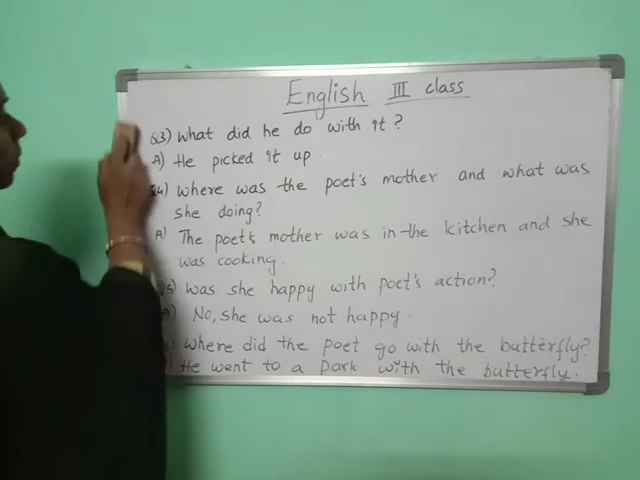 English III class
Q3) What did he do with it?
A) He picked it up.
Q4) Where was the poet's mother and what was
she doing?
A) The poet's mother was in the kitchen and she
was cooking.
5) Was she happy with poet's action?
A) No, she was not happy.
Where did the poet go with the butterfly?
He went to a park with the butterfly.